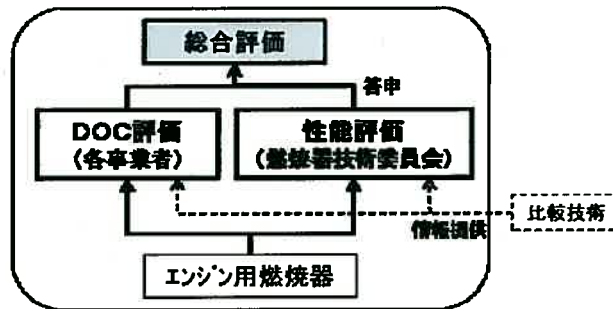 総合評価
答申
DOC評価
(各事業者)
性能評価
(燃焼器技術委員会)
比較技術
情報提供
エンジン用燃焼器